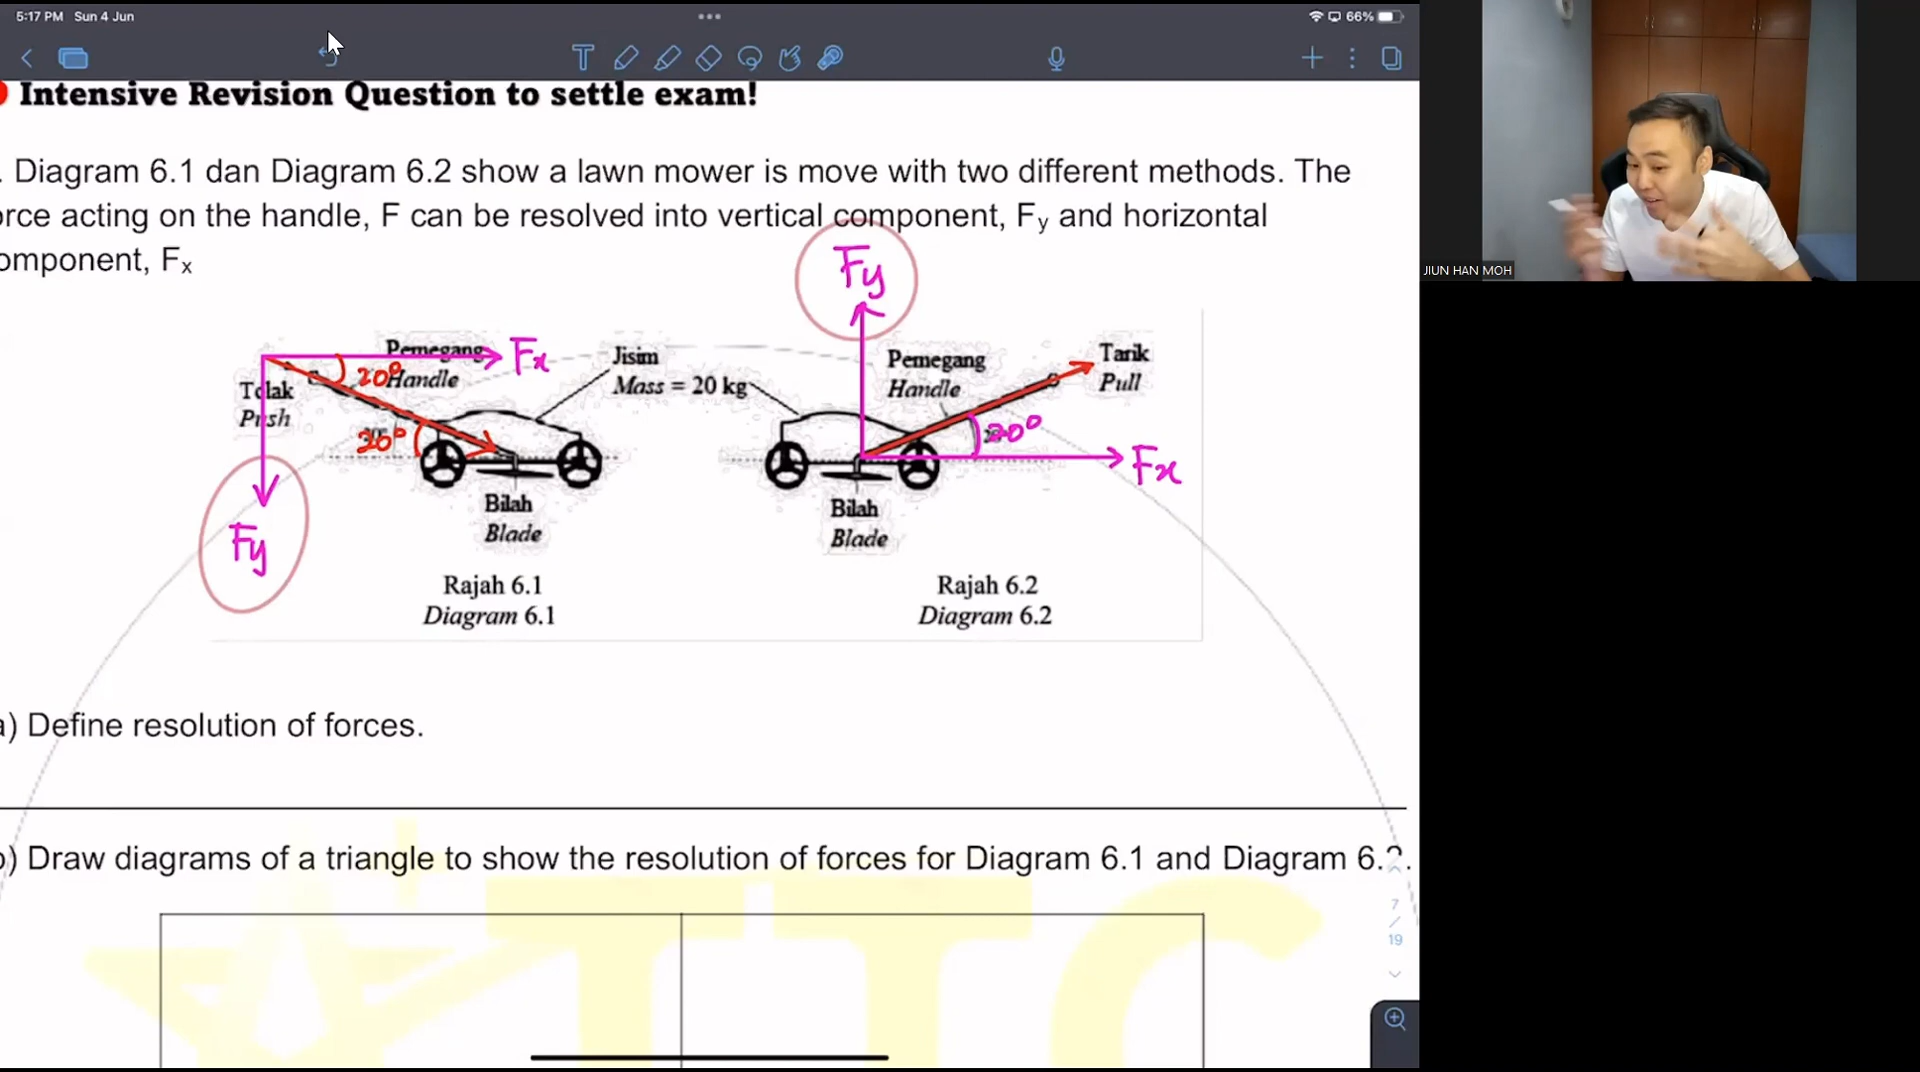 5:17 PM Sun 4 Jun
66%
Intensive Revision Question to settle exam!
. Diagram 6.1 dan Diagram 6.2 show a lawn mower is move with two different methods. The
orce acting on the handle, F can be resolved into vertical component, Fy and horizontal
omponent, Fx
Fy
Pemegang
Handle
Fx
20°
Tolak
Push
20°
Jisim
Mass = 20 kg
Pemegang
Handle
Tarik
Pull
20°
Fx
Fy
Bilah
Blade
Bilah
Blade
Rajah 6.1
Diagram 6.1
Rajah 6.2
Diagram 6.2
a) Define resolution of forces.
b) Draw diagrams of a triangle to show the resolution of forces for Diagram 6.1 and Diagram 6.2.
7
/
19
TTC
JIUN HAN MOH